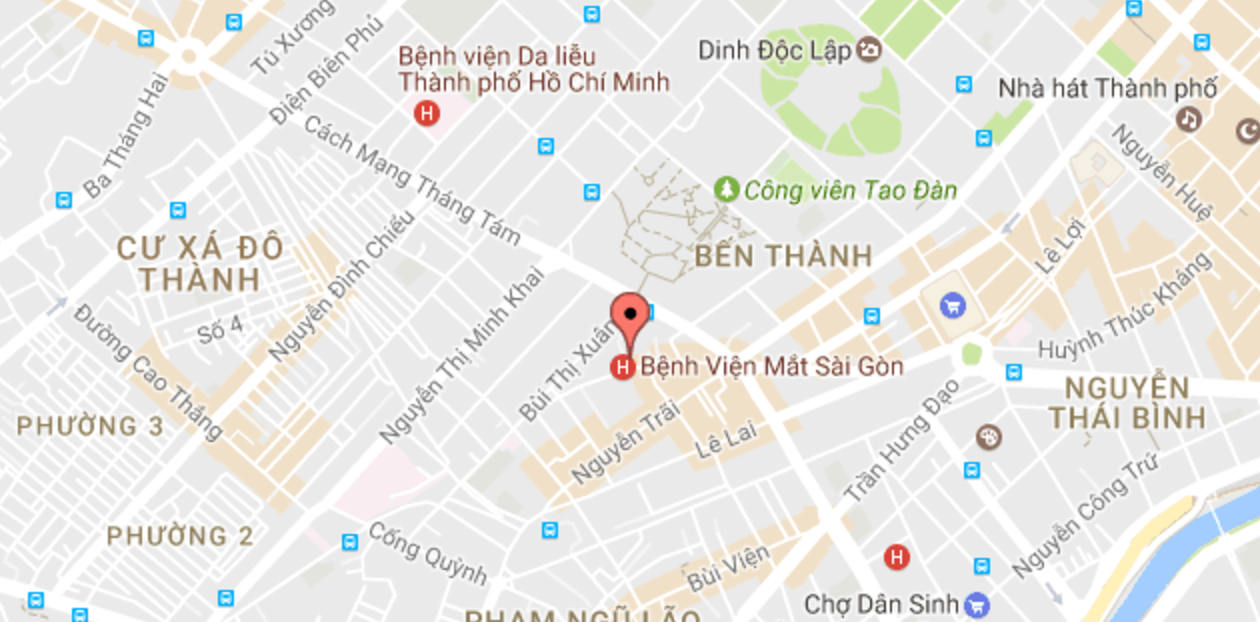 Tú Xương
Điện Biên Phủ
Bệnh viện Da liễu
Thành phố Hồ Chí Minh
H
Dinh Độc Lập
Nhà hát Thành phố
Ba Tháng Hai
Cách Mạng Tháng Tám
Nguyễn Huệ
Công viên Tao Đàn
CƯ XÁ ĐÔ
THÀNH
BẾN THÀNH
Lê Lợi
Nguyễn Đình Chiểu
Số 4
Đường Cao Thắng
Nguyễn Thị Minh Khai
Bùi Thị Xuân
H
Bệnh Viện Mắt Sài Gòn
Huỳnh Thúc Kháng
NGUYỄN
THÁI BÌNH
PHƯỜNG 3
Nguyễn Trãi
Lê Lai
Trần Hưng Đạo
Nguyễn Công Trứ
PHƯỜNG 2
Cống Quỳnh
Bùi Viện
H
Chợ Dân Sinh
PHẠM NGŨ LÃO